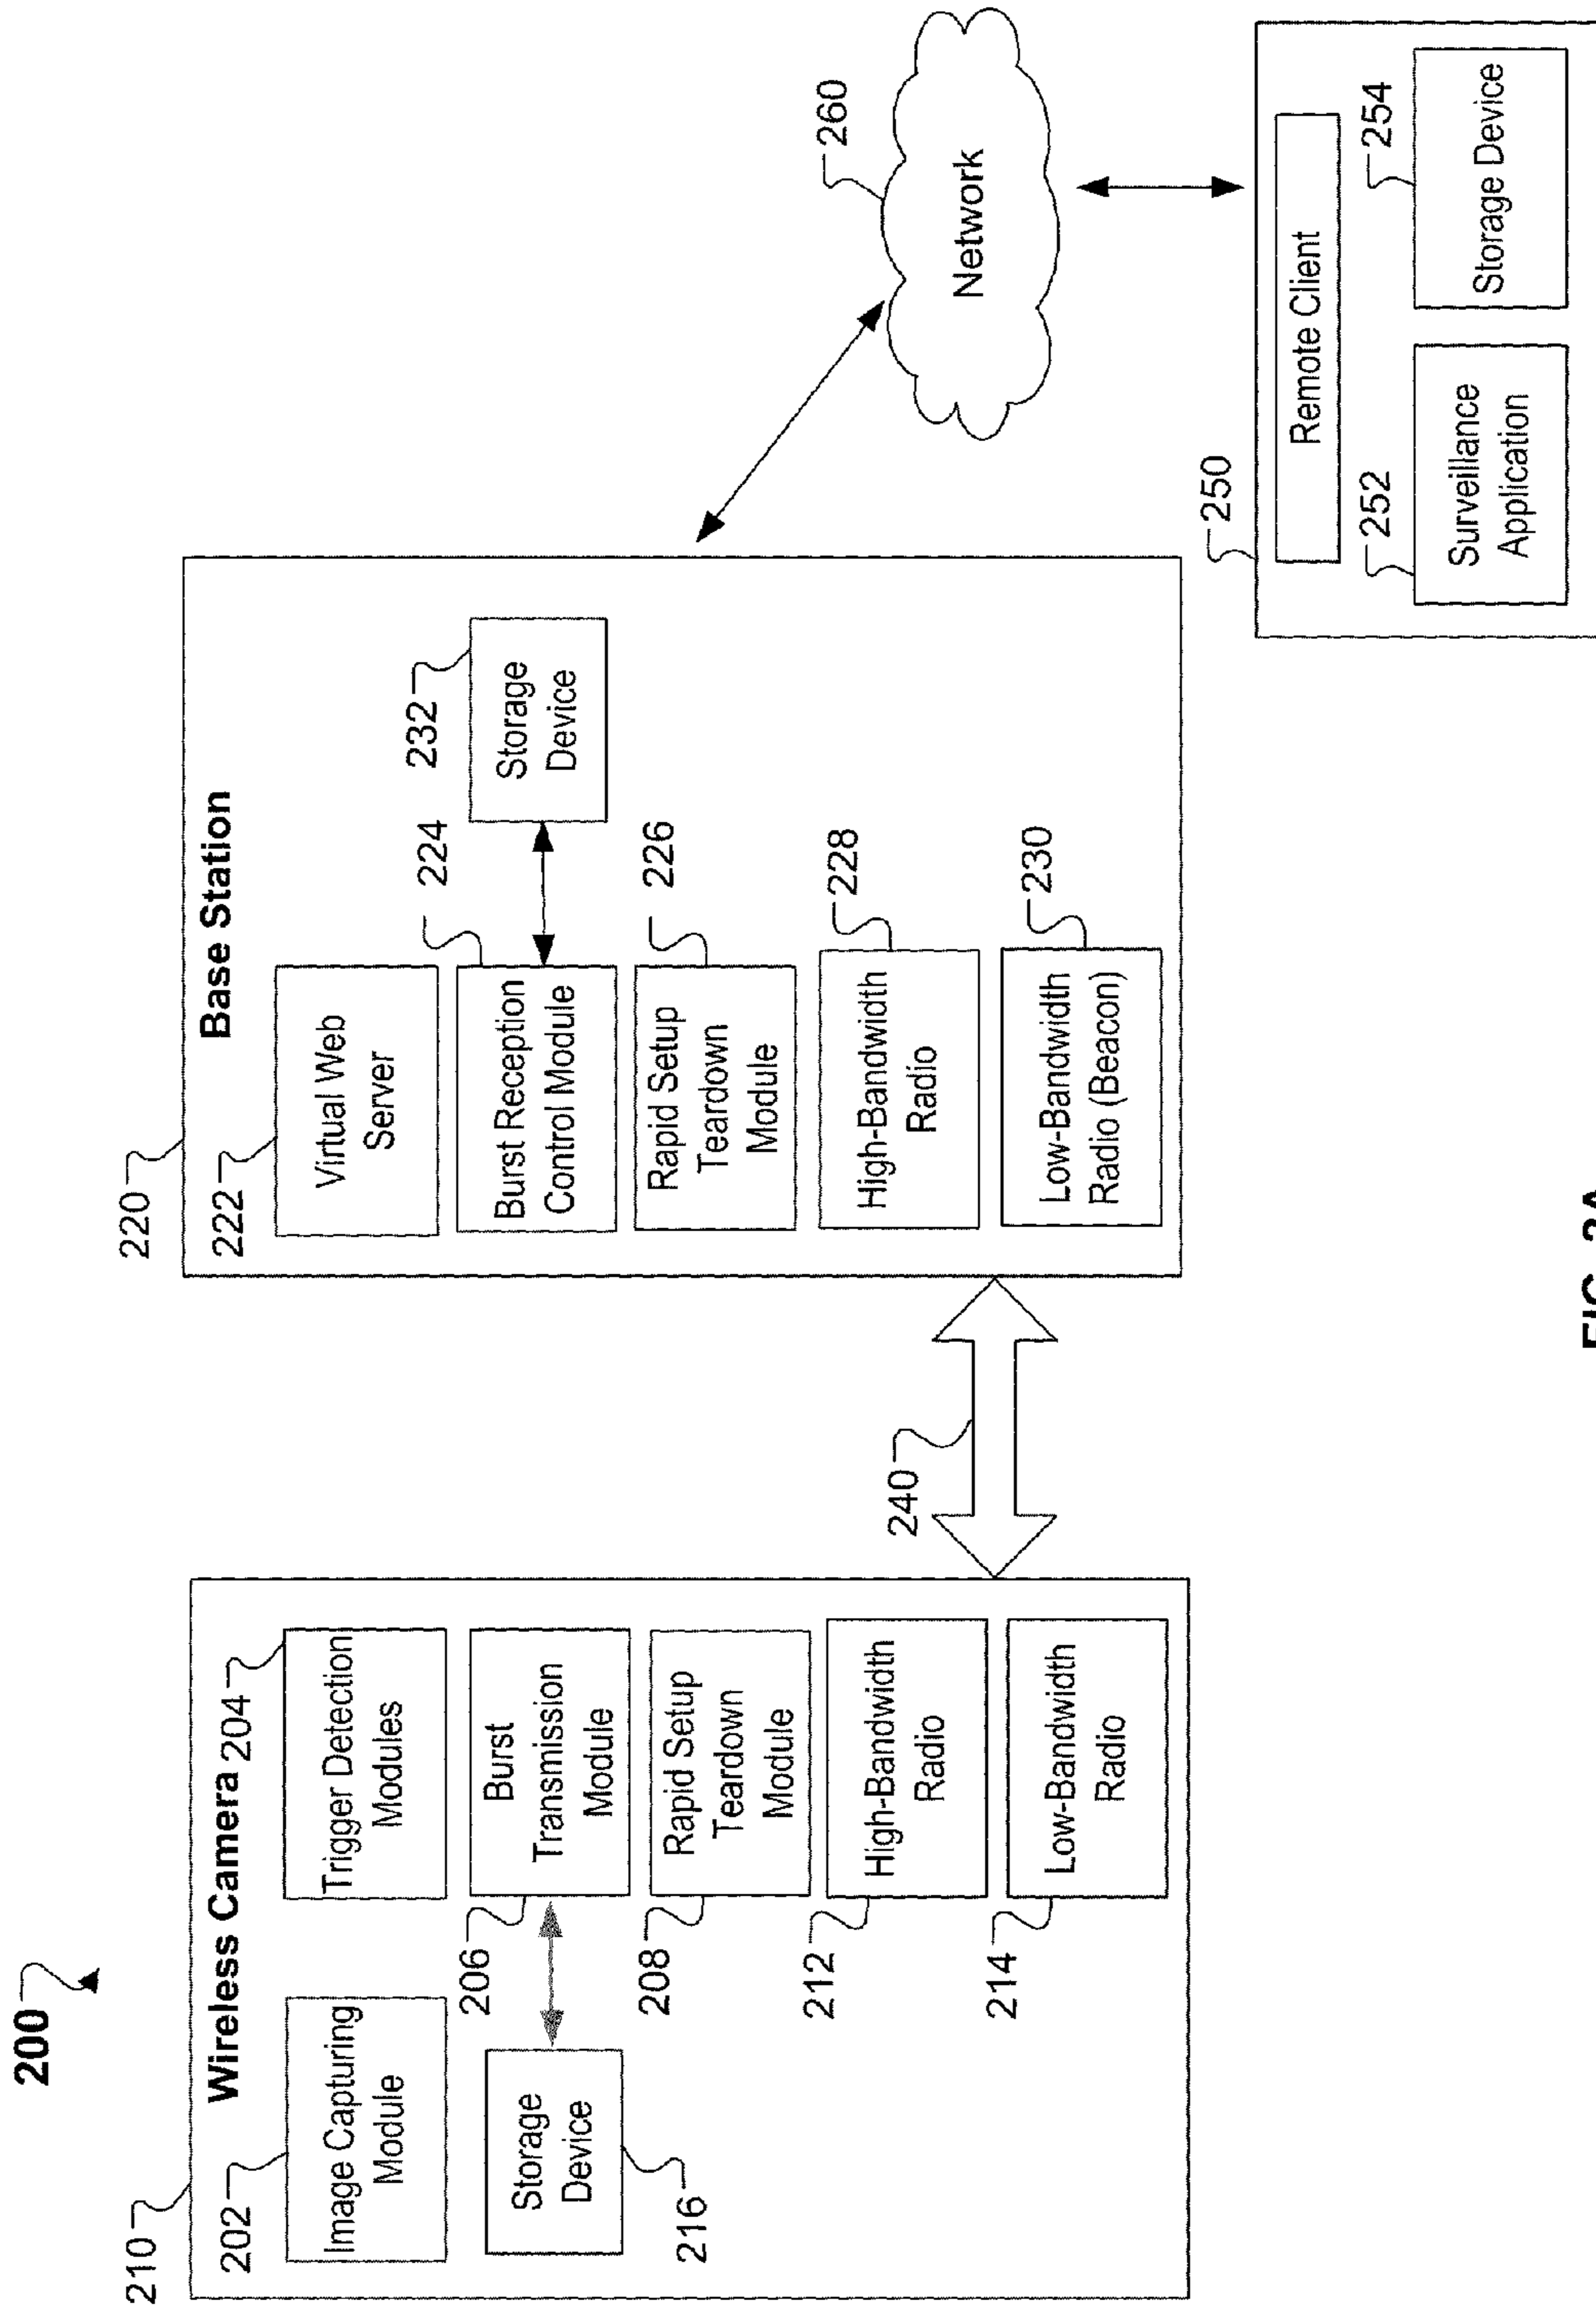 200
210
Wireless Camera
202
Image Capturing
Module
204
Trigger Detection
Modules
216
Storage
Device
206
Burst
Transmission
Module
208
Rapid Setup
Teardown
Module
212
High-Bandwidth
Radio
214
Low-Bandwidth
Radio
240
220
Base Station
222
Virtual Web
Server
224
Burst Reception
Control Module
232
Storage
Device
226
Rapid Setup
Teardown
Module
228
High-Bandwidth
Radio
230
Low-Bandwidth
Radio (Beacon)
260
Network
250
Remote Client
252
Surveillance
Application
254
Storage Device
FIG. 2A